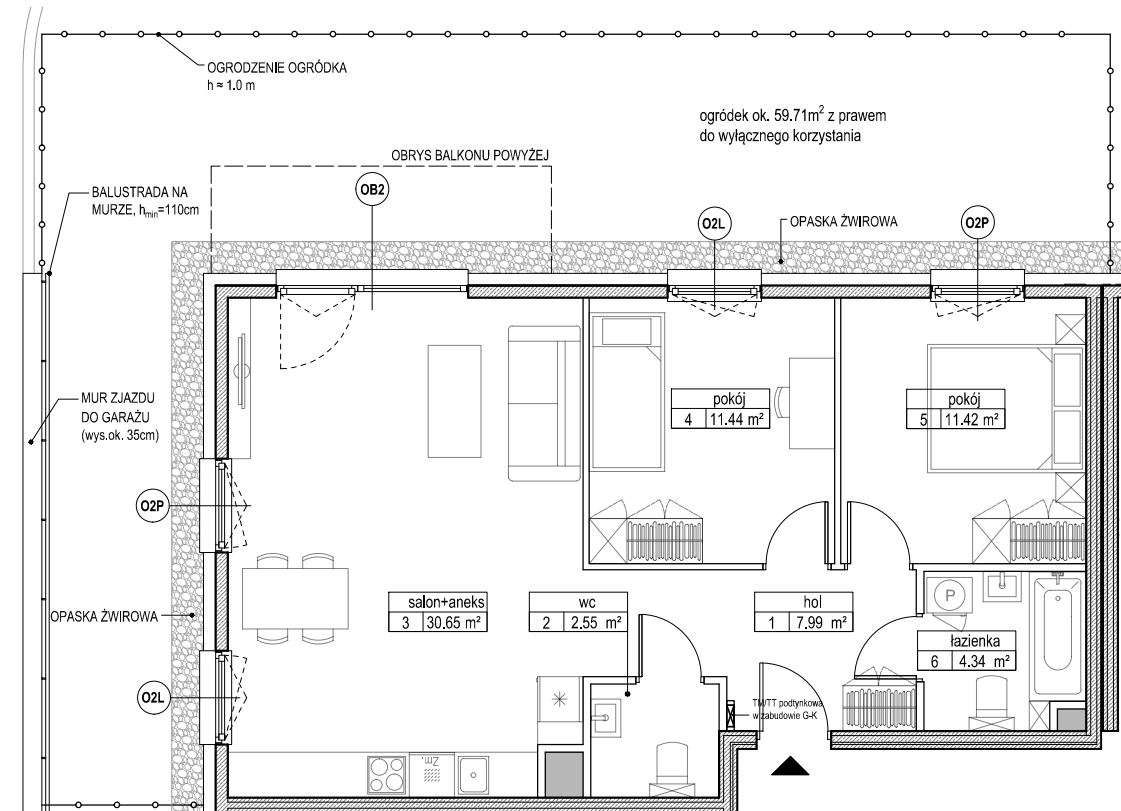 OGRODZENIE OGRÓDKA
h ≈ 1.0 m
ogródek ok. 59.71m² z prawem
do wyłącznego korzystania
OBRYS BALKONU POWYŻEJ
BALUSTRADA NA
MURZE, hmin=110cm
OB2
O2L
OPASKA ŻWIROWA
O2P
MUR ZJAZDU
DO GARAŻU
(wys.ok. 35cm)
pokój
4 11.44 m²
pokój
5 11.42 m²
O2P
OPASKA ŻWIROWA
salon+aneks
3 30.65 m²
wc
2 2.55 m²
hol
1 7.99 m²
P
łazienka
6 4.34 m²
O2L
TM/TT podtynkowa
w zabudowie G-K
Zm.